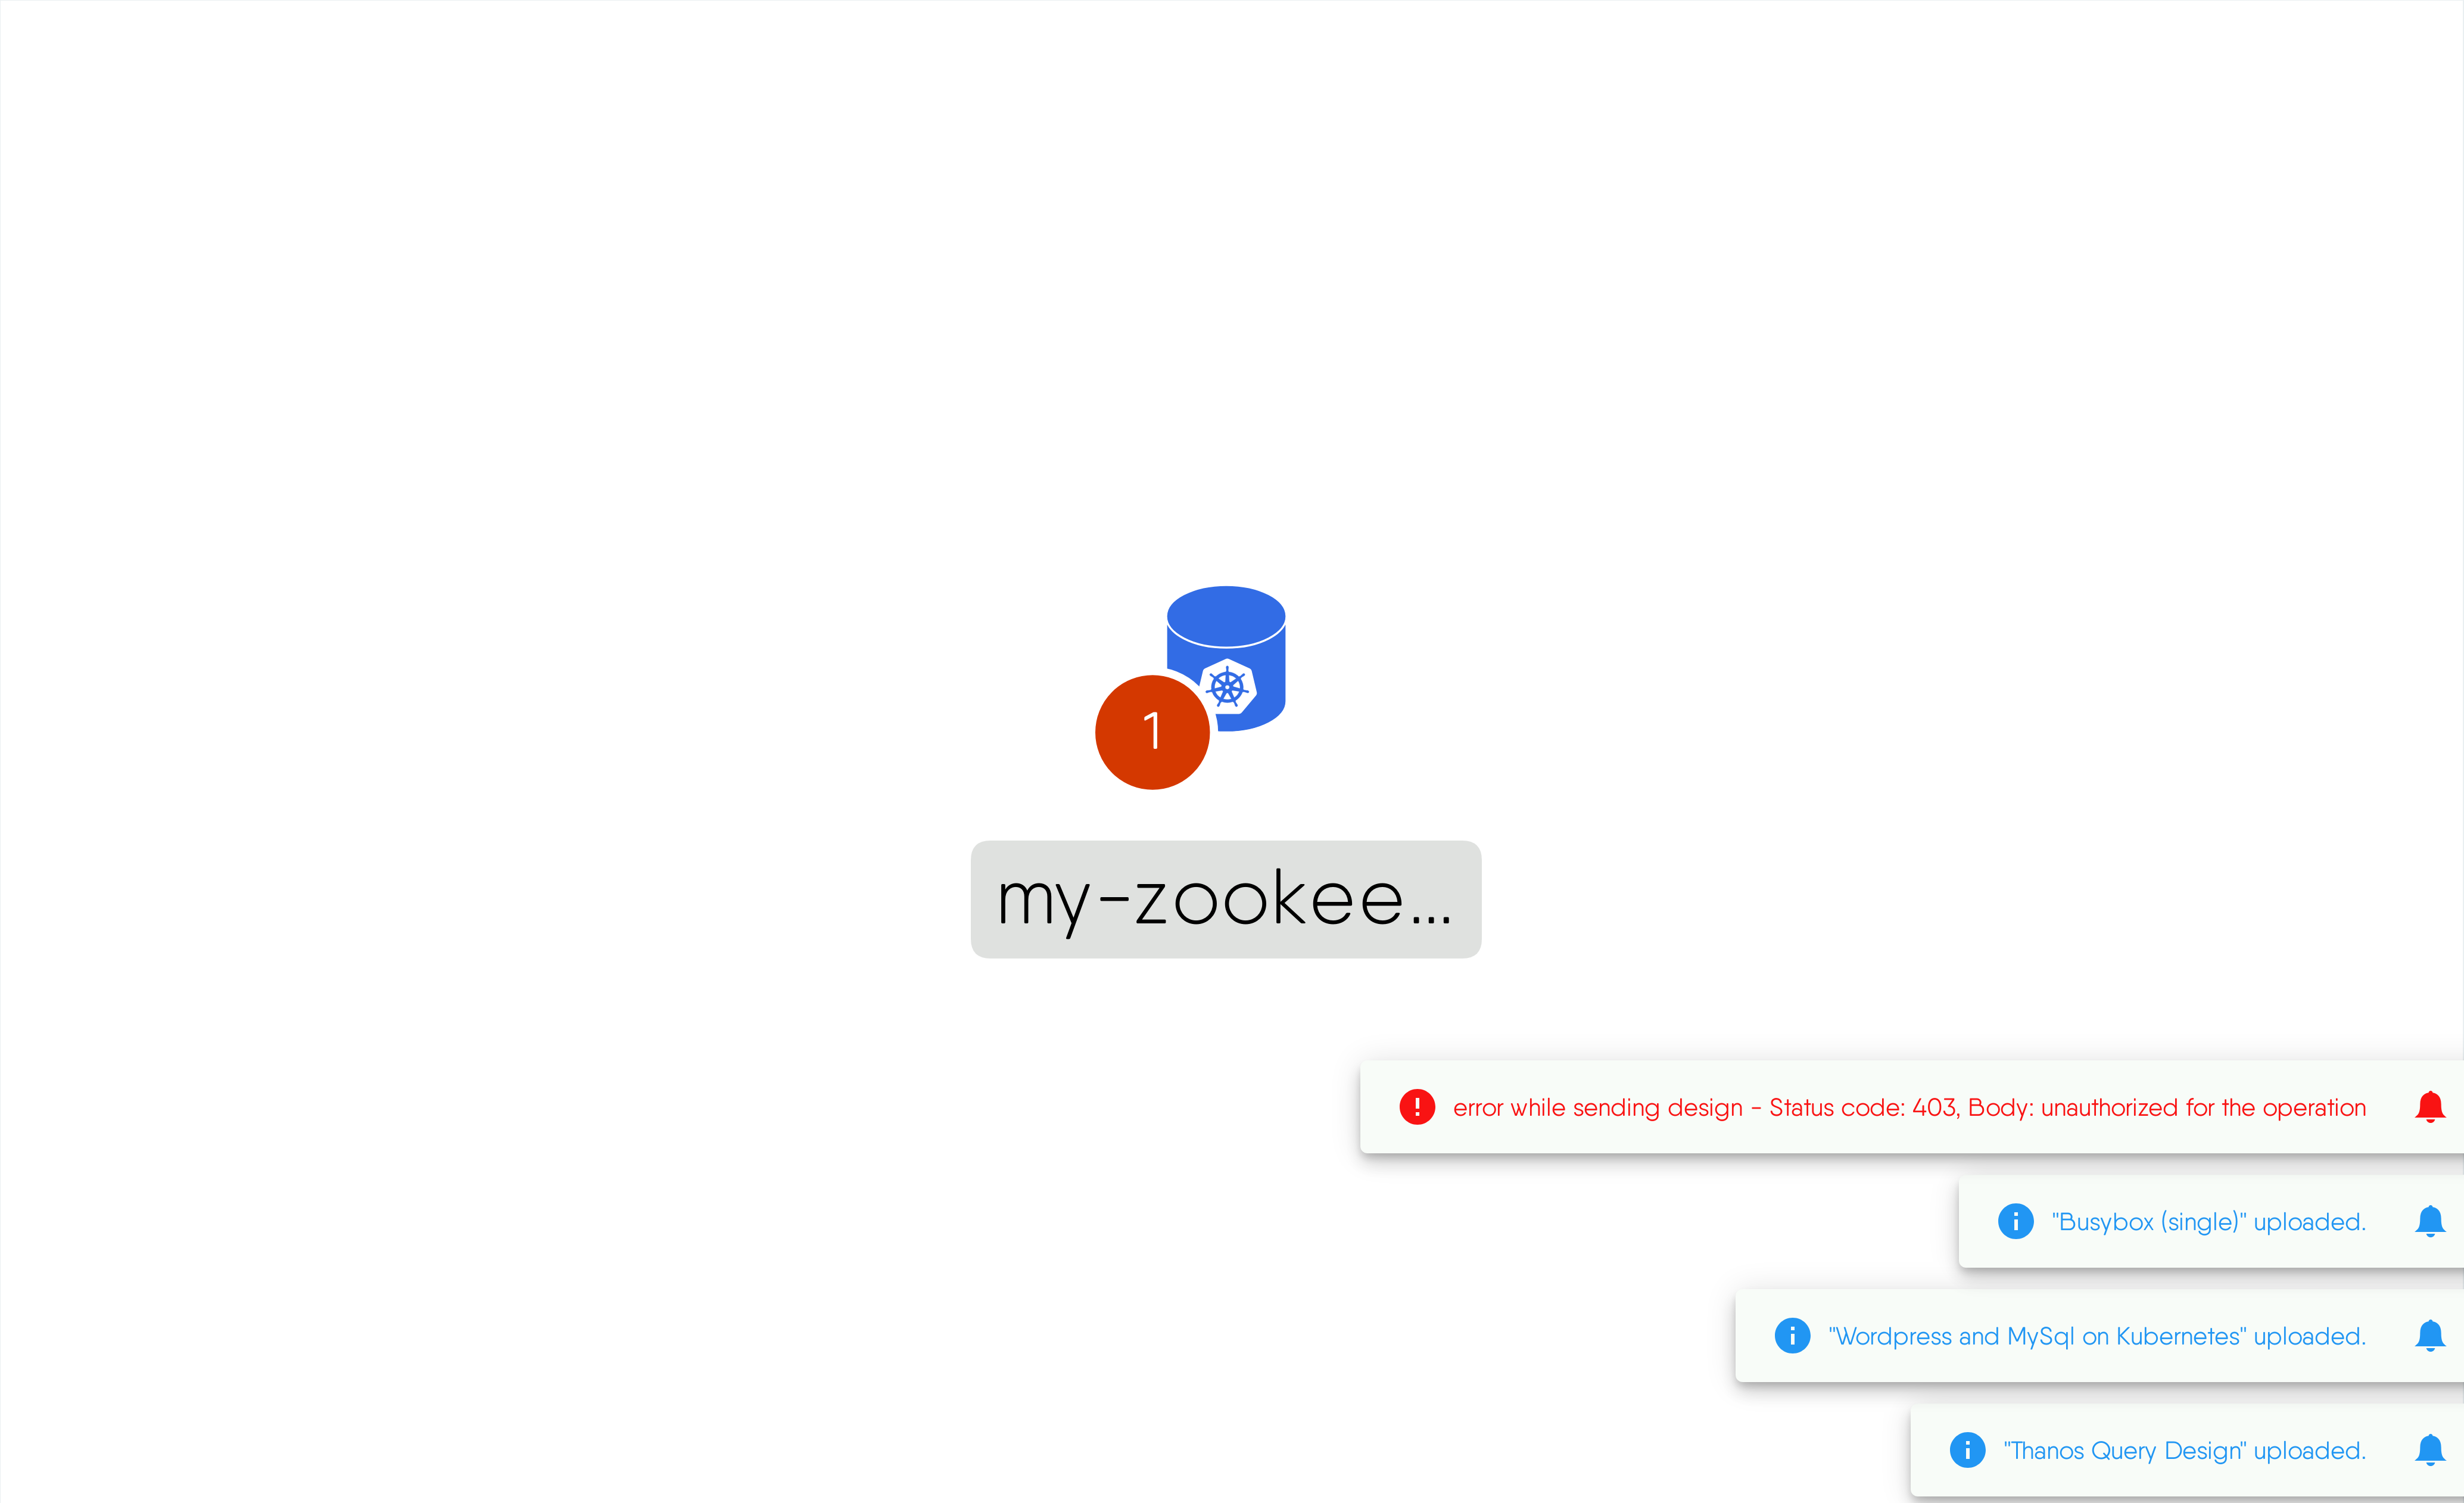 1
my-zookee...
error while sending design - Status code: 403, Body: unauthorized for the operation
"Busybox (single)" uploaded.
"Wordpress and MySql on Kubernetes" uploaded.
"Thanos Query Design" uploaded.